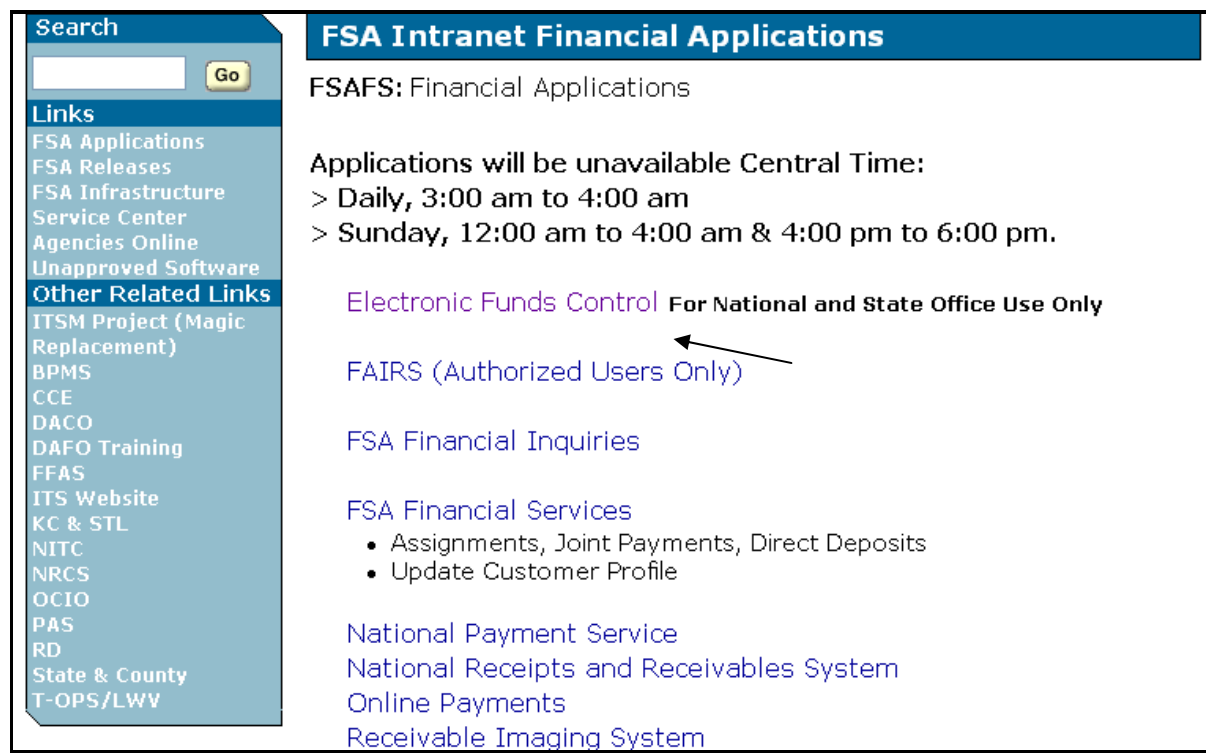 Search
Go
Links
FSA Applications
FSA Releases
FSA Infrastructure
Service Center
Agencies Online
Unapproved Software
Other Related Links
ITSM Project (Magic
Replacement)
BPMS
CCE
DACO
DAFO Training
FFAS
ITS Website
KC & STL
NITC
NRCS
OCIO
PAS
RD
State & County
T-OPS/LWV
FSA Intranet Financial Applications
FSAFS: Financial Applications
Applications will be unavailable Central Time:
> Daily, 3:00 am to 4:00 am
> Sunday, 12:00 am to 4:00 am & 4:00 pm to 6:00 pm.
Electronic Funds Control For National and State Office Use Only
FAIRS (Authorized Users Only)
FSA Financial Inquiries
FSA Financial Services
• Assignments, Joint Payments, Direct Deposits
• Update Customer Profile
National Payment Service
National Receipts and Receivables System
Online Payments
Receivable Imaging System